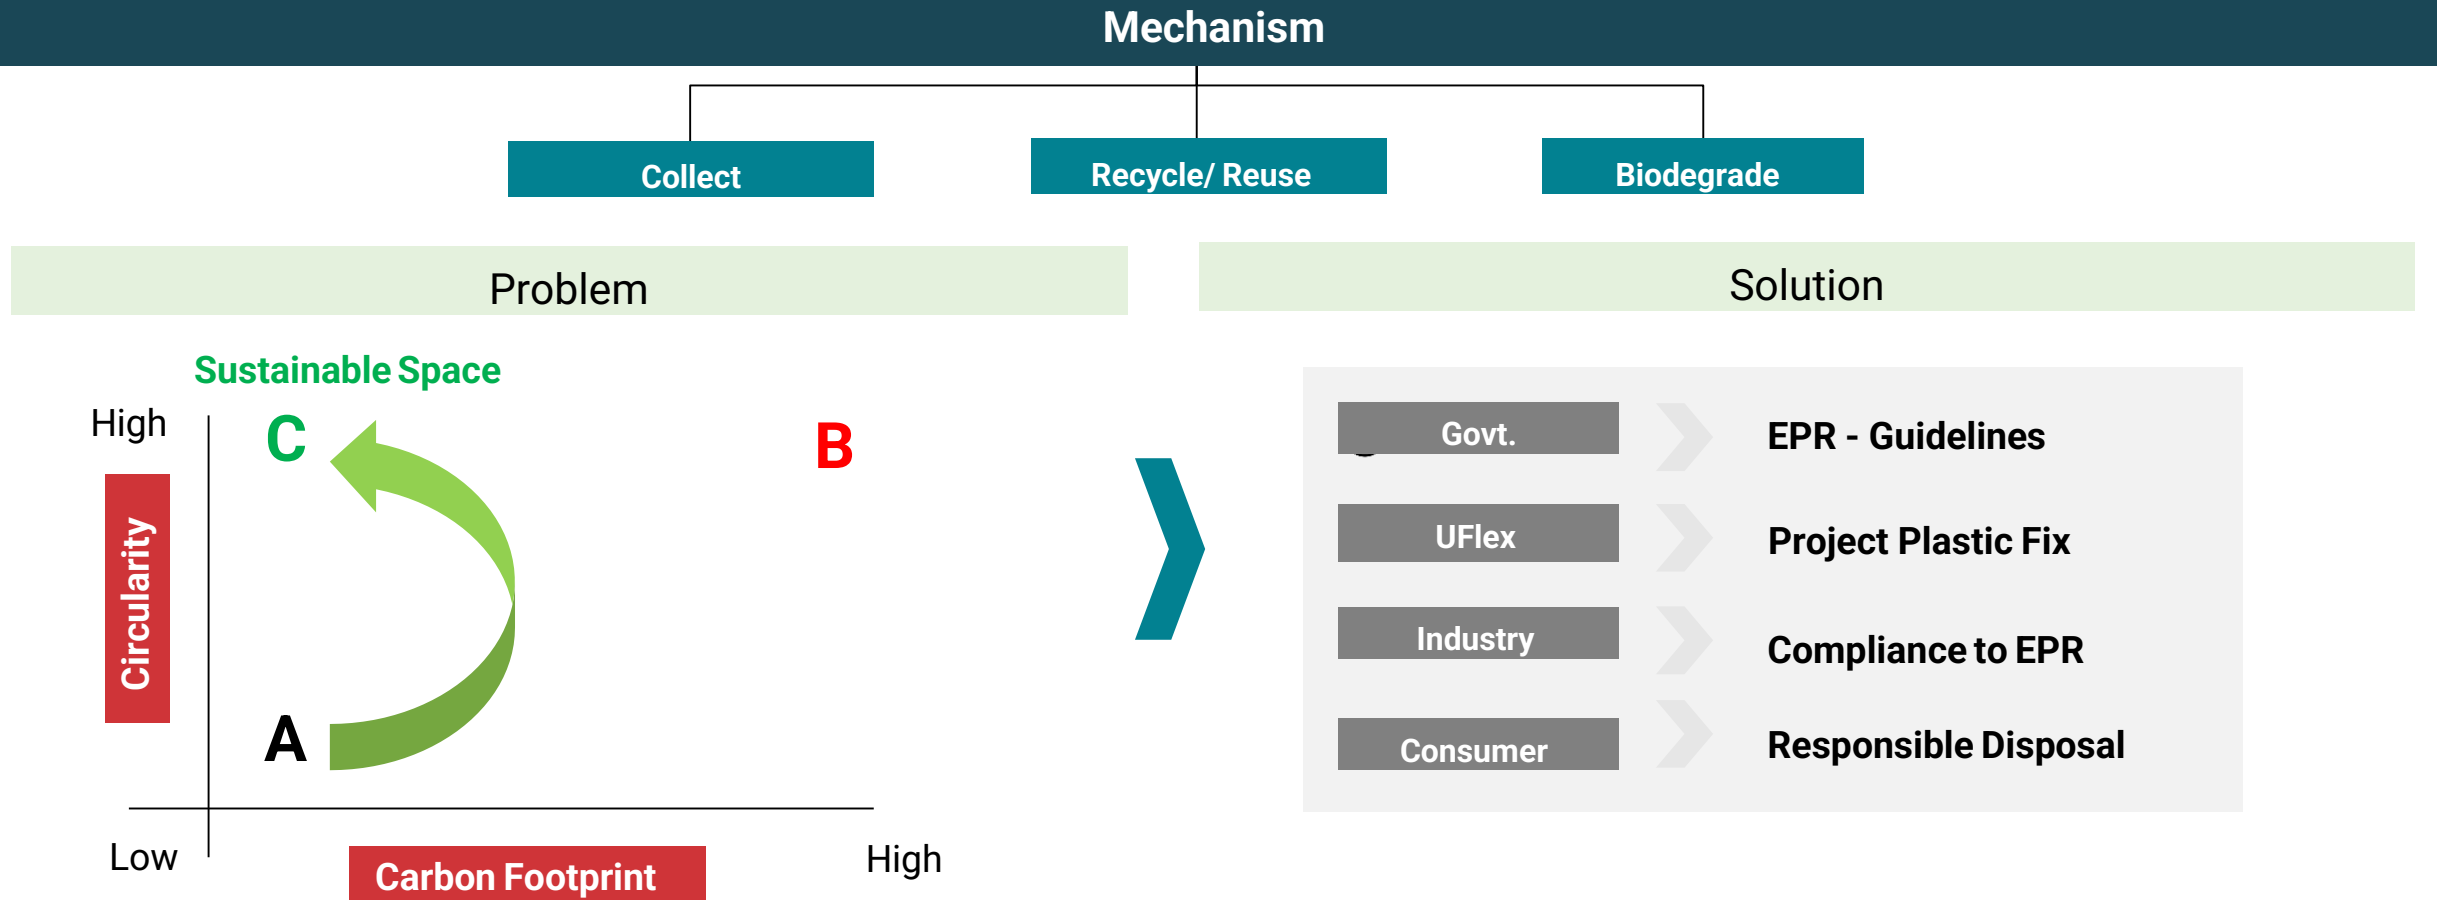 Mechanism
Collect
Recycle/ Reuse
Biodegrade
Problem
Sustainable Space
High
C
B
Circularity
A
Low
Carbon Footprint
High
Solution
Govt.
EPR - Guidelines
UFlex
Project Plastic Fix
Industry
Compliance to EPR
Consumer
Responsible Disposal